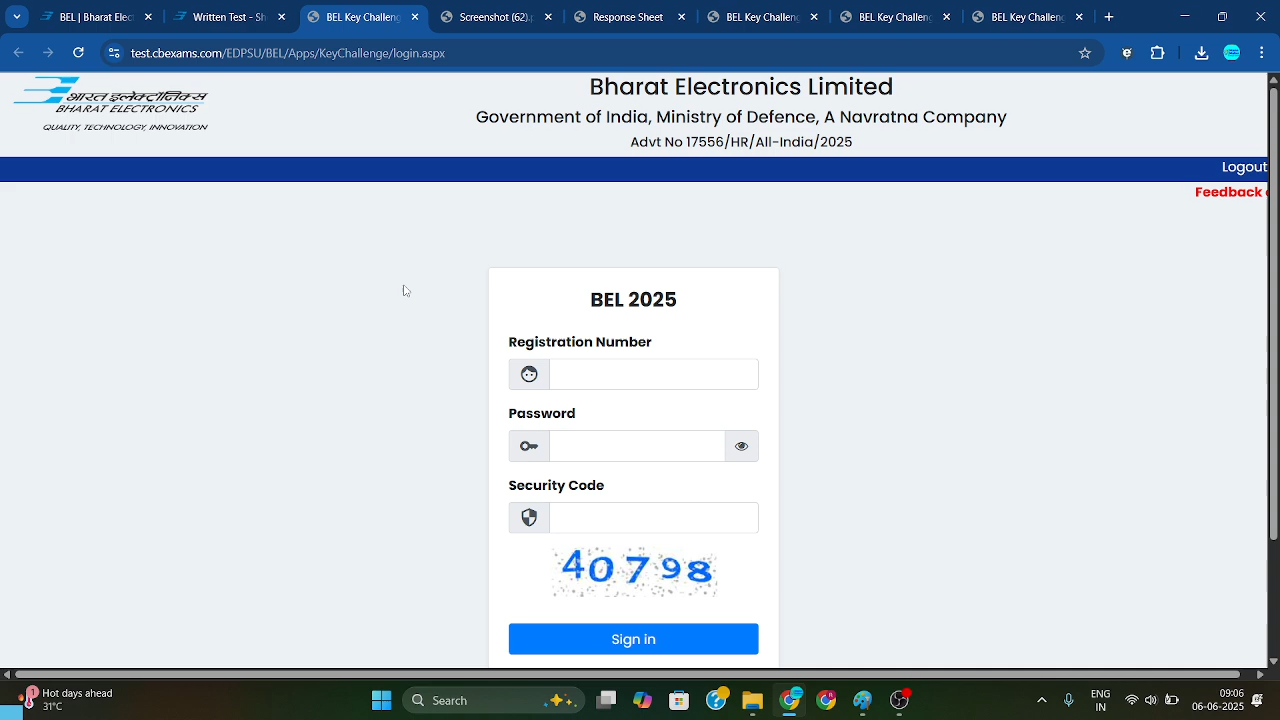 BEL | Bharat Elec
Written Test - Sh
BEL Key Challeng
Screenshot (62).
Response Sheet
BEL Key Challeng
BEL Key Challeng
BEL Key Challeng
test.cbexams.com/EDPSU/BEL/Apps/KeyChallenge/login.aspx
भारत इलेक्ट्रॉनिक्स
BHARAT ELECTRONICS
QUALITY, TECHNOLOGY, INNOVATION
Bharat Electronics Limited
Government of India, Ministry of Defence, A Navratna Company
Advt No 17556/HR/All-India/2025
Logout
Feedback
BEL 2025
Registration Number
Password
Security Code
40798
Sign in
1
Hot days ahead
31°C
Search
ENG
IN
09:06
06-06-2025